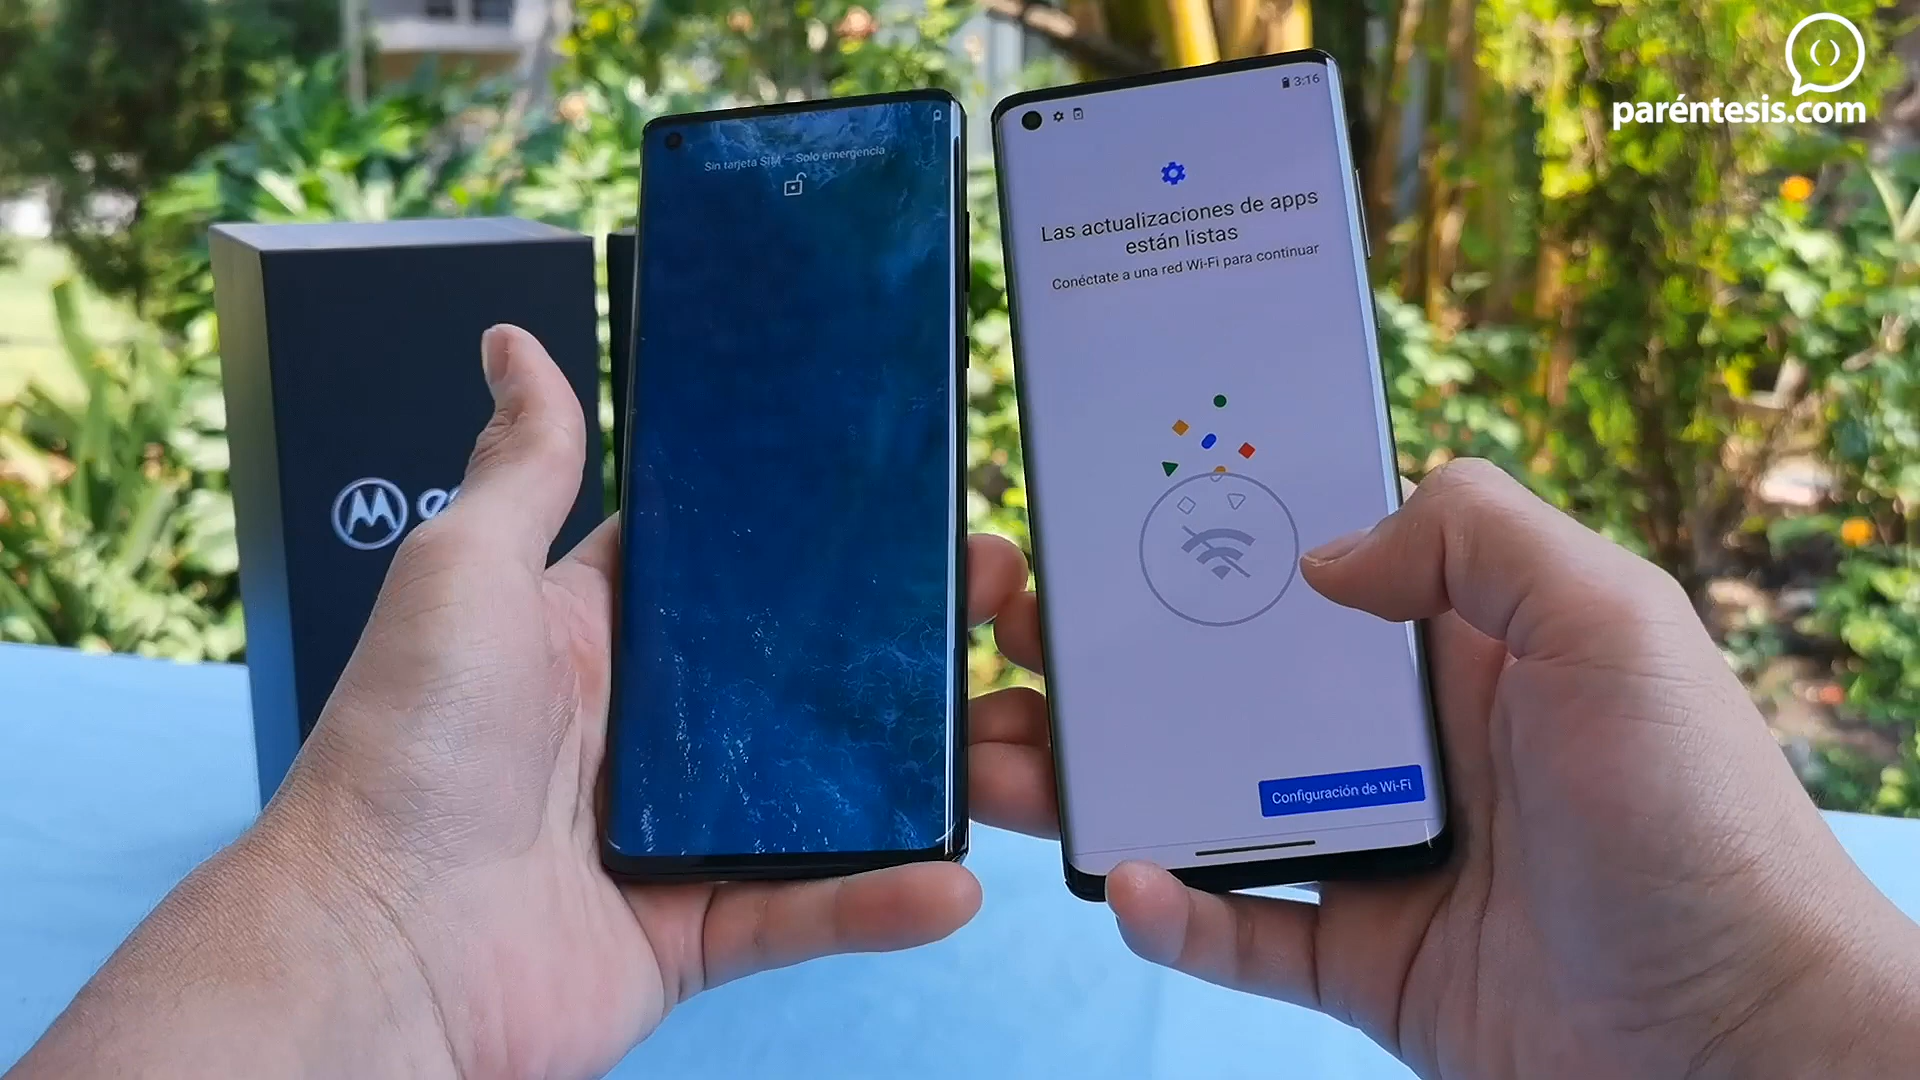 paréntesis.com
Sin tarjeta SIM – Solo emergencia
3:16
Las actualizaciones de apps
están listas
Conéctate a una red Wi-Fi para continuar
Configuración de Wi-Fi